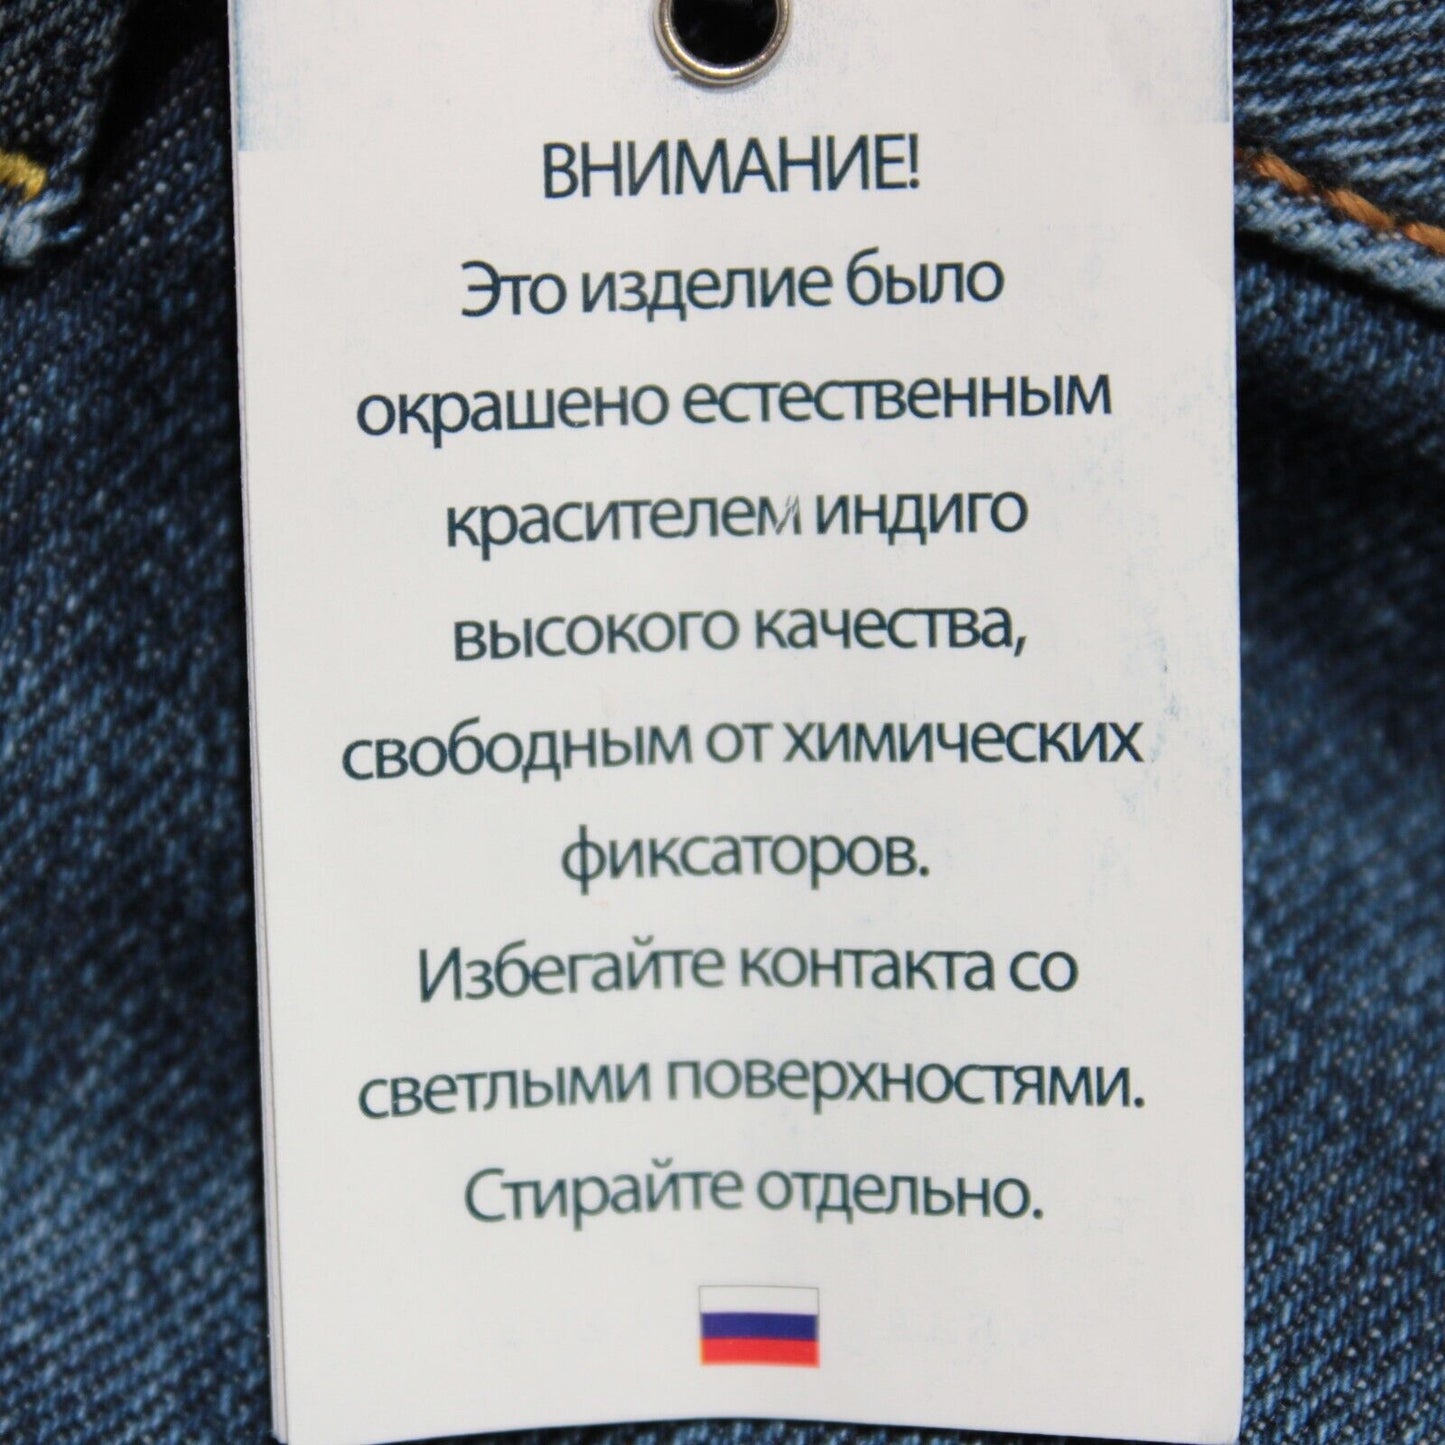 ВНИМАНИЕ!
Это изделие было
окрашено естественным
красителем индиго
высокого качества,
свободным от химических
фиксаторов.
Избегайте контакта со
светлыми поверхностями.
Стирайте отдельно.